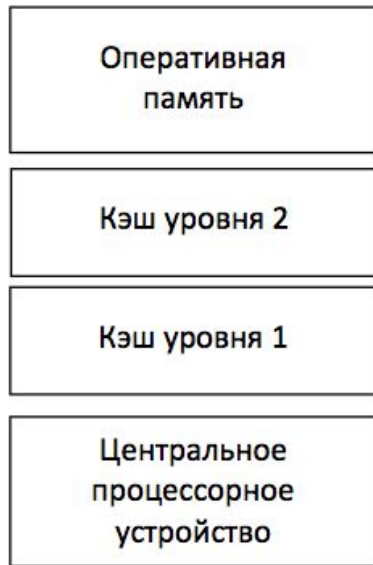 Оперативная
память
Кэш уровня 2
Кэш уровня 1
Центральное
процессорное
устройство